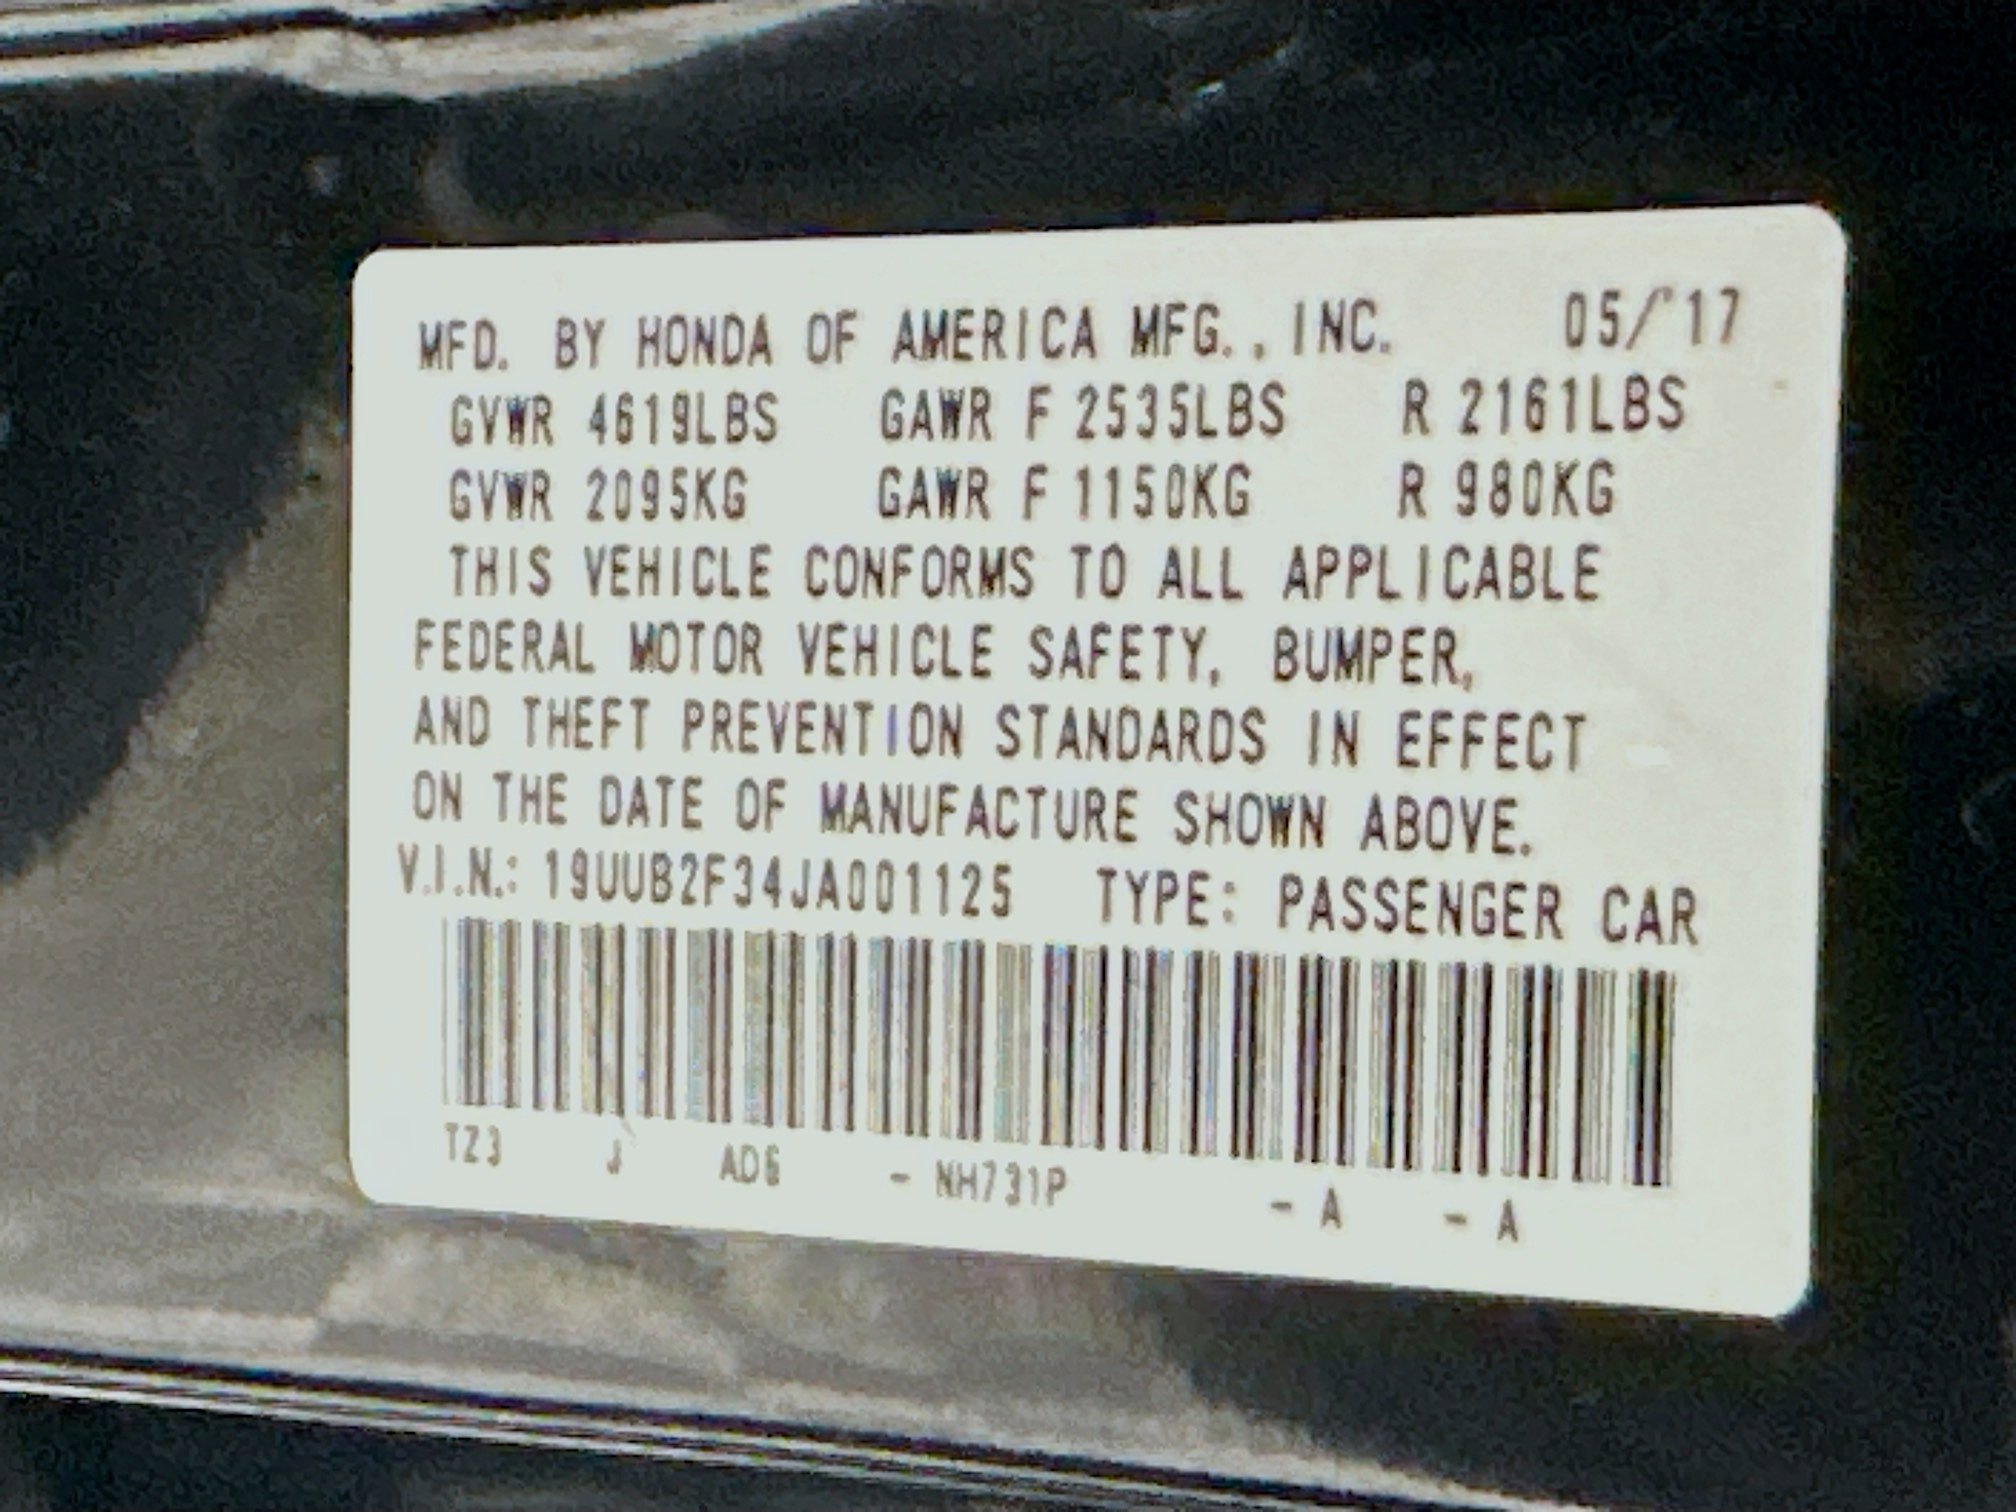 MFD. BY HONDA OF AMERICA MFG., INC. 05/17
GVWR 4619LBS GAWR F 2535LBS R 2161LBS
GVWR 2095KG GAWR F 1150KG R 980KG
THIS VEHICLE CONFORMS TO ALL APPLICABLE
FEDERAL MOTOR VEHICLE SAFETY, BUMPER,
AND THEFT PREVENTION STANDARDS IN EFFECT
ON THE DATE OF MANUFACTURE SHOWN ABOVE.
V.I.N.: 19UUB2F34JA001125 TYPE: PASSENGER CAR
TZ3 J AD6 - NH731P - A - A